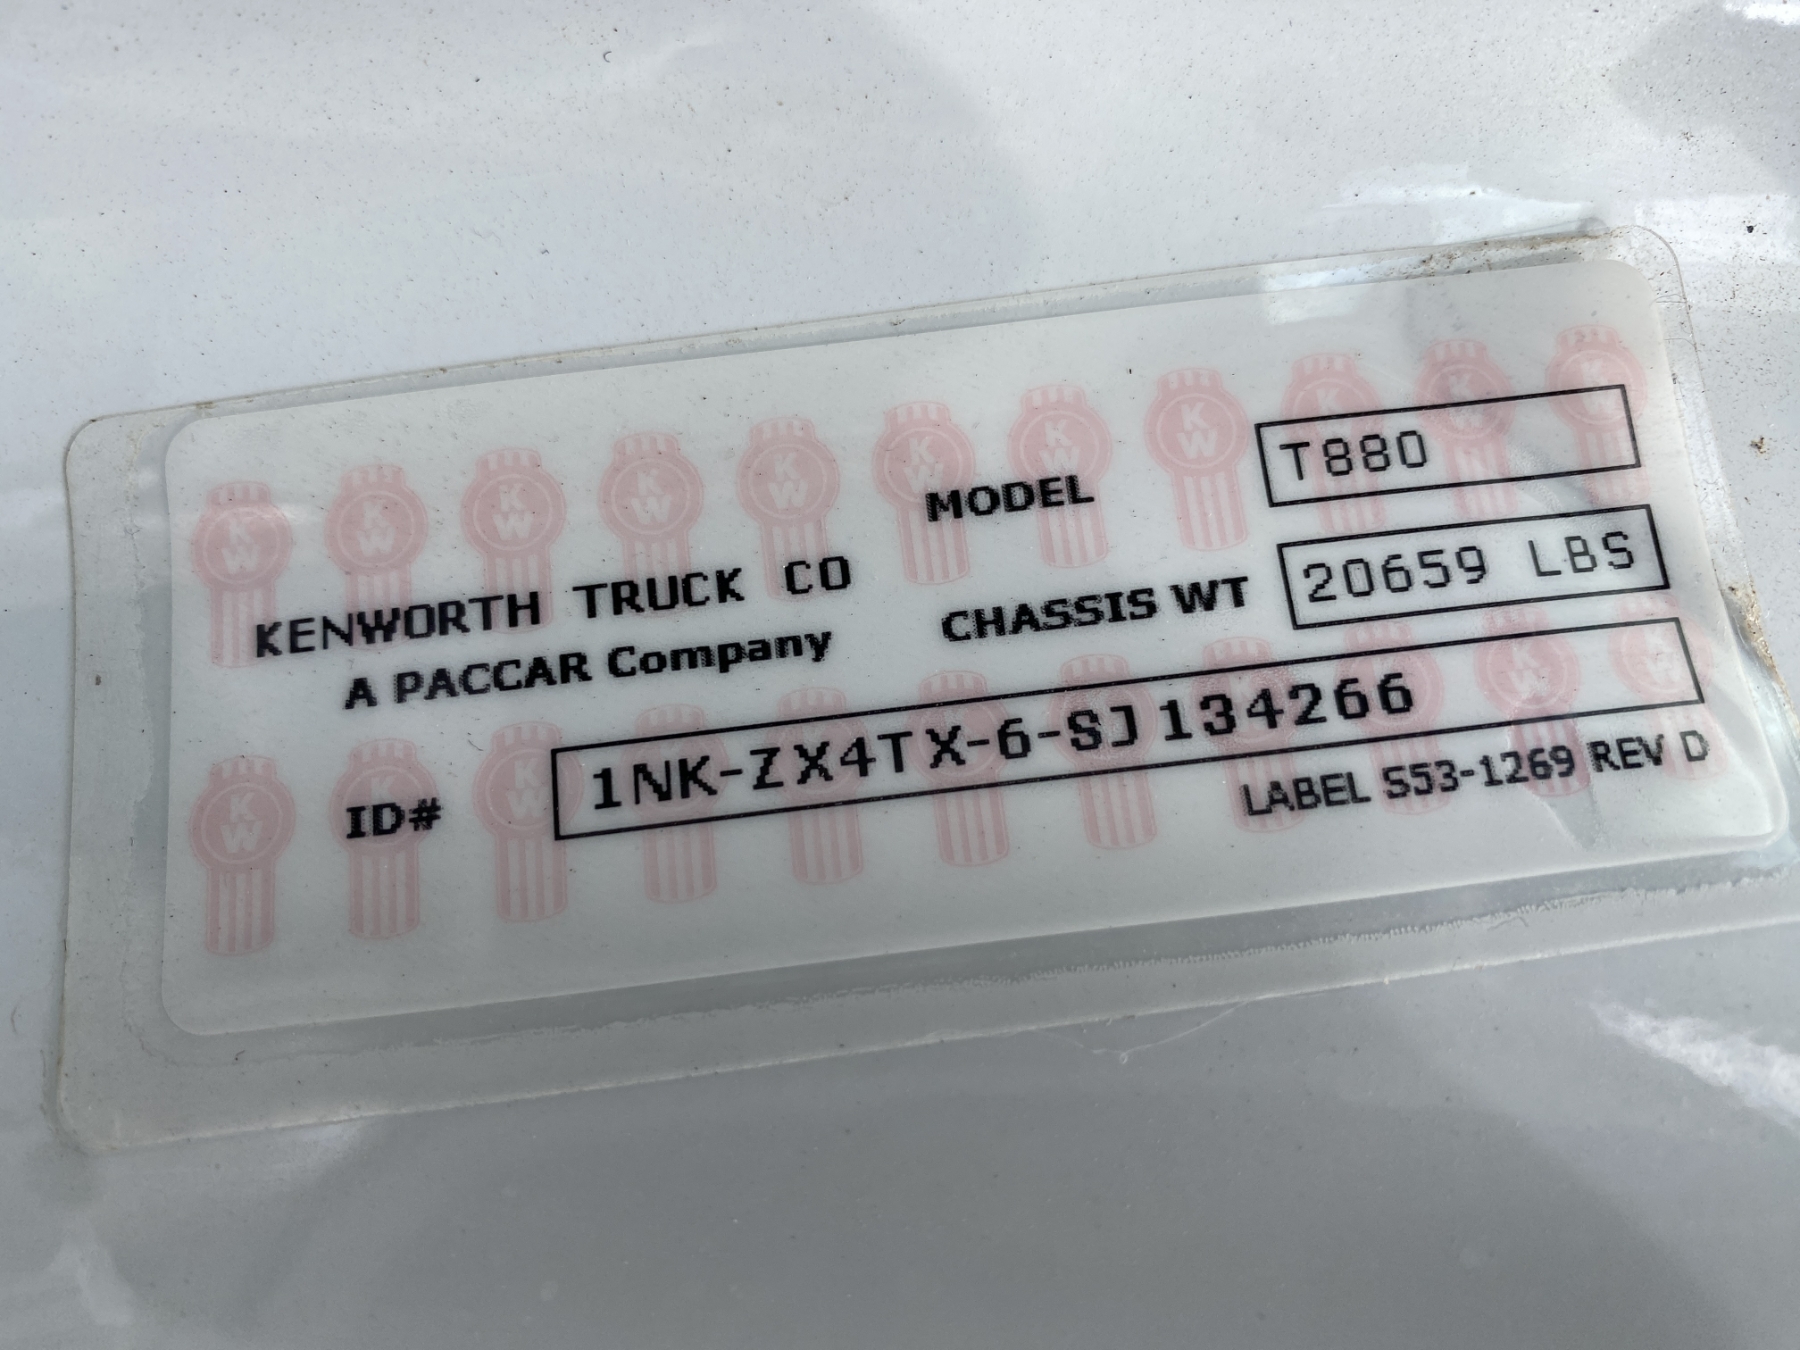 MODEL T880
KENWORTH TRUCK CO
CHASSIS WT 20659 LBS
A PACCAR Company
ID# 1NK-ZX4TX-6-SJ134266
LABEL S53-1269 REV D